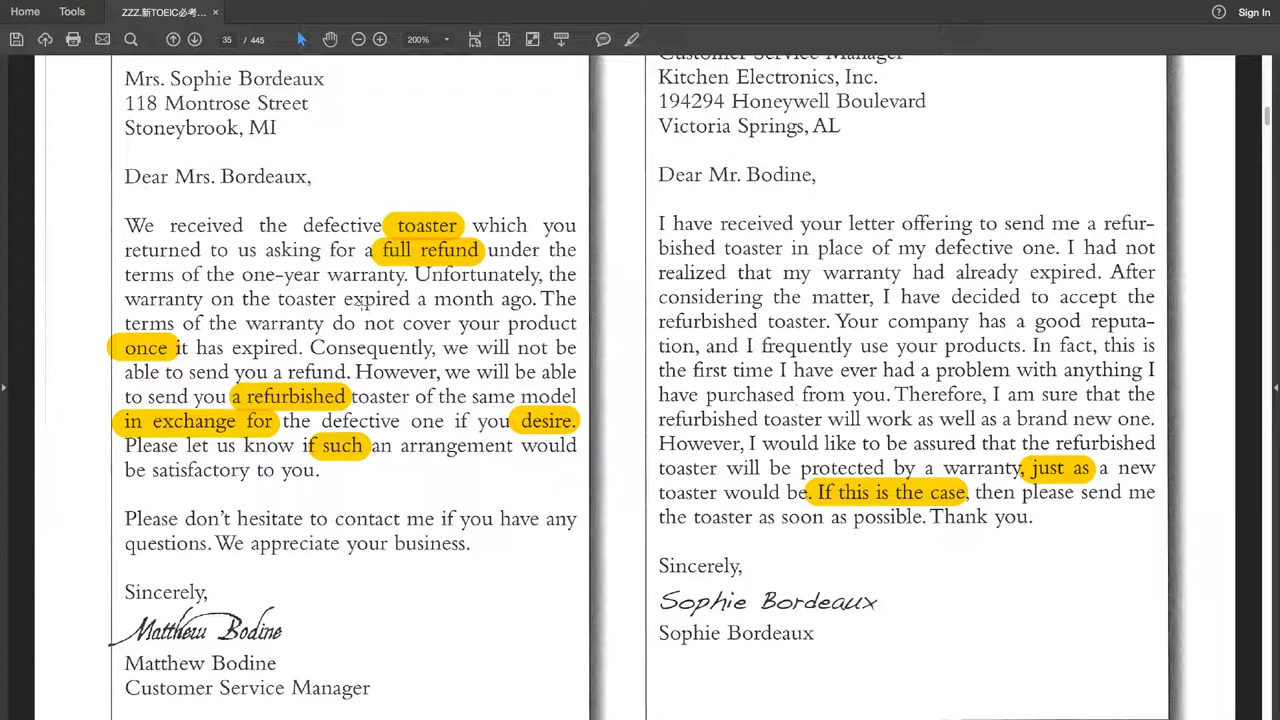 Home Tools ZZZ.新TOEIC必考... × Sign In
35 / 445 200%
Mrs. Sophie Bordeaux
118 Montrose Street
Stoneybrook, MI
Dear Mrs. Bordeaux,
We received the defective toaster which you
returned to us asking for a full refund under the
terms of the one-year warranty. Unfortunately, the
warranty on the toaster expired a month ago. The
terms of the warranty do not cover your product
once it has expired. Consequently, we will not be
able to send you a refund. However, we will be able
to send you a refurbished toaster of the same model
in exchange for the defective one if you desire.
Please let us know if such an arrangement would
be satisfactory to you.
Please don't hesitate to contact me if you have any
questions. We appreciate your business.
Sincerely,
Matthew Bodine
Matthew Bodine
Customer Service Manager
Customer Service Manager
Kitchen Electronics, Inc.
194294 Honeywell Boulevard
Victoria Springs, AL
Dear Mr. Bodine,
I have received your letter offering to send me a refur-
bished toaster in place of my defective one. I had not
realized that my warranty had already expired. After
considering the matter, I have decided to accept the
refurbished toaster. Your company has a good reputa-
tion, and I frequently use your products. In fact, this is
the first time I have ever had a problem with anything I
have purchased from you. Therefore, I am sure that the
refurbished toaster will work as well as a brand new one.
However, I would like to be assured that the refurbished
toaster will be protected by a warranty, just as a new
toaster would be. If this is the case, then please send me
the toaster as soon as possible. Thank you.
Sincerely,
Sophie Bordeaux
Sophie Bordeaux